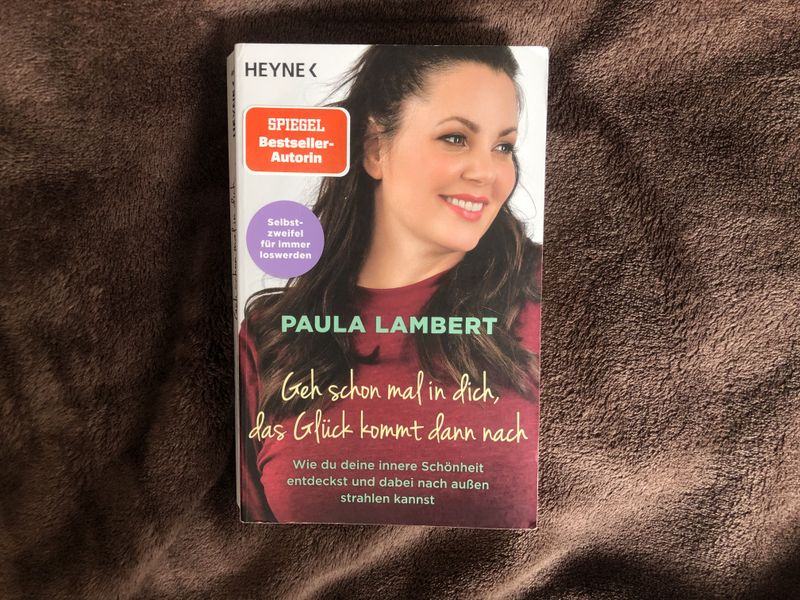 HEYNE<
SPIEGEL
Bestseller-
Autorin
Selbst-
zweifel
für immer
loswerden
PAULA LAMBERT
Geh schon mal in dich,
das Glück kommt dann nach
Wie du deine innere Schönheit
entdeckst und dabei nach außen
strahlen kannst